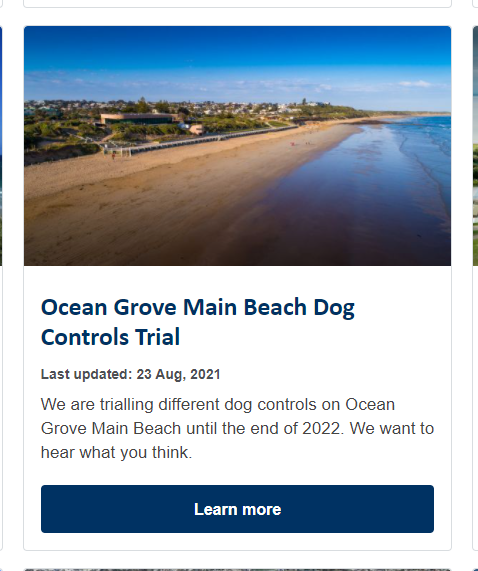 Ocean Grove Main Beach Dog
Controls Trial
Last updated: 23 Aug, 2021
We are trialling different dog controls on Ocean
Grove Main Beach until the end of 2022. We want to
hear what you think.
Learn more